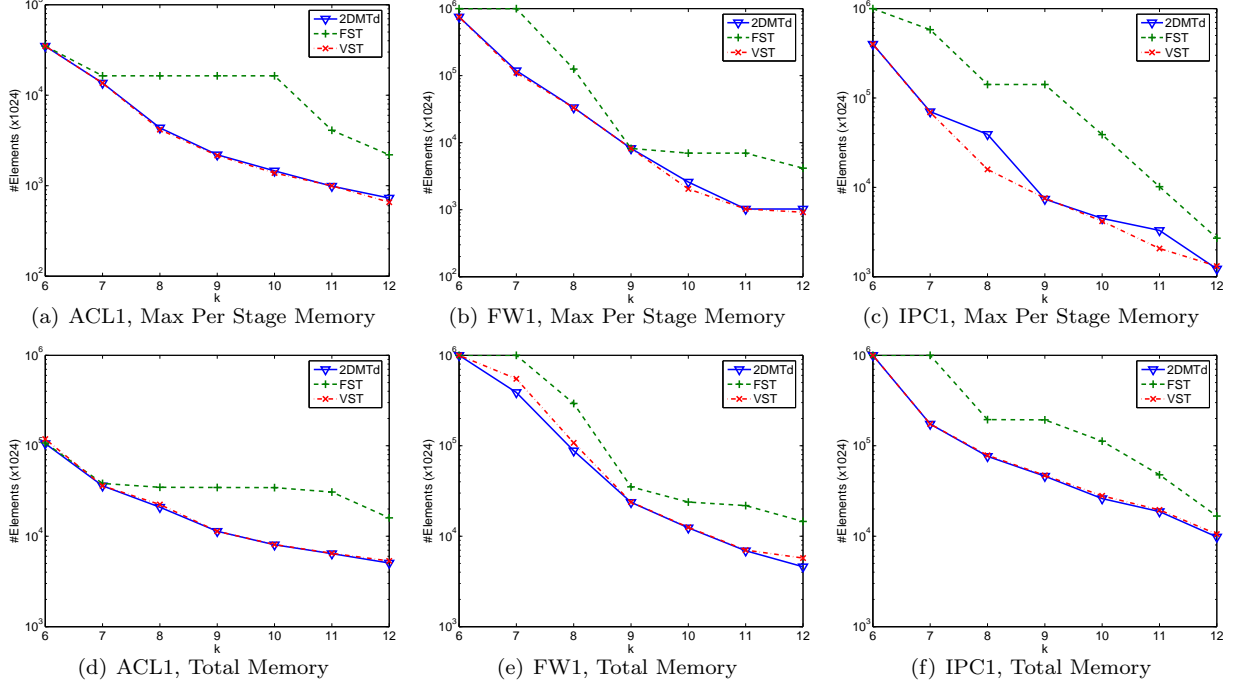 10^5
10^4
10^3
10^2
#Elements (x1024)
6 7 8 9 10 11 12
k
2DMTd
FST
VST
(a) ACL1, Max Per Stage Memory
10^6
10^5
10^4
10^3
10^2
#Elements (x1024)
6 7 8 9 10 11 12
k
2DMTd
FST
VST
(b) FW1, Max Per Stage Memory
10^6
10^5
10^4
10^3
#Elements (x1024)
6 7 8 9 10 11 12
k
2DMTd
FST
VST
(c) IPC1, Max Per Stage Memory
10^6
10^5
10^4
10^3
#Elements (x1024)
6 7 8 9 10 11 12
k
2DMTd
FST
VST
(d) ACL1, Total Memory
10^6
10^5
10^4
10^3
#Elements (x1024)
6 7 8 9 10 11 12
k
2DMTd
FST
VST
(e) FW1, Total Memory
10^6
10^5
10^4
10^3
#Elements (x1024)
6 7 8 9 10 11 12
k
2DMTd
FST
VST
(f) IPC1, Total Memory